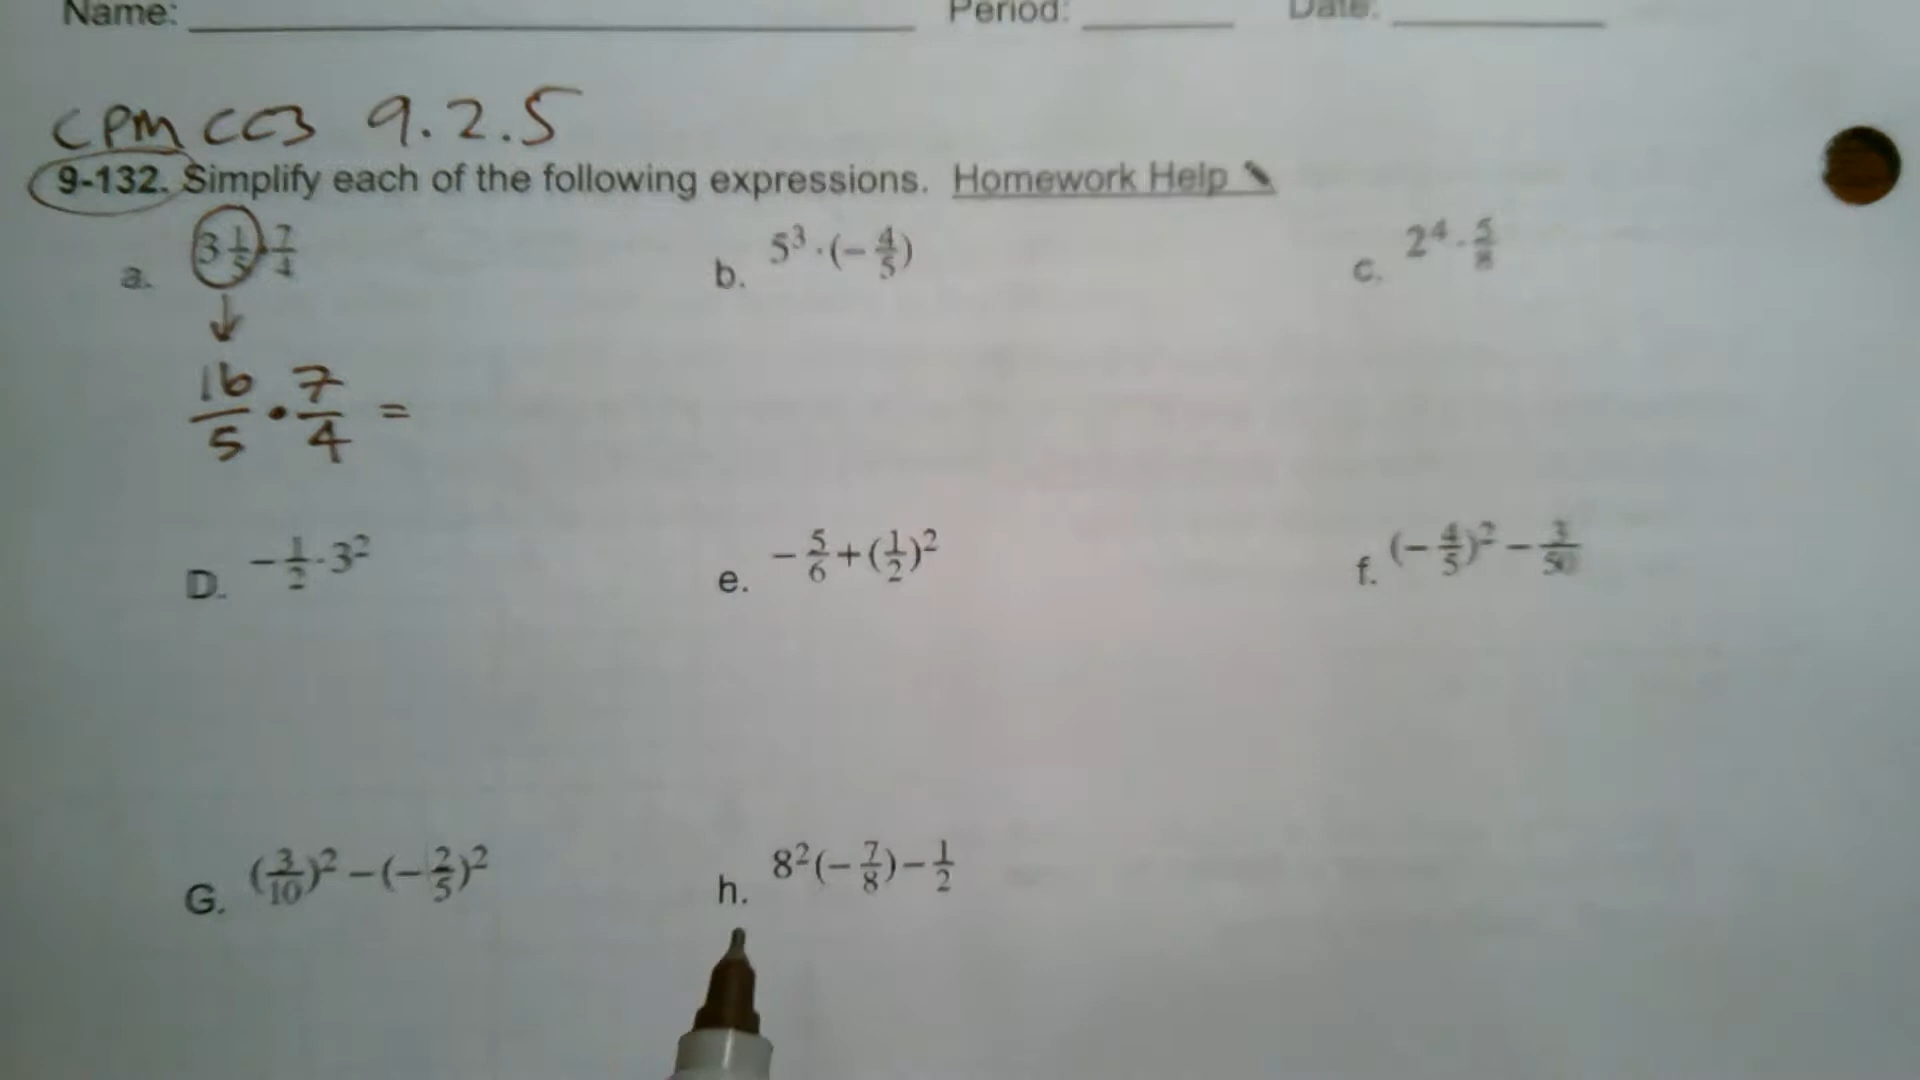 Name: Period: Date:
CPM CC3 9.2.5
9-132. Simplify each of the following expressions. Homework Help ✎
a. 3 1/5 · 7/4
b. 5³ · (− 4/5)
c. 2⁴ · 5/8
16/5 · 7/4 =
D. − 1/2 · 3²
e. − 5/6 + (1/2)²
f. (− 4/5)² − 3/50
G. (3/10)² − (− 2/5)²
h. 8²(− 7/8) − 1/2